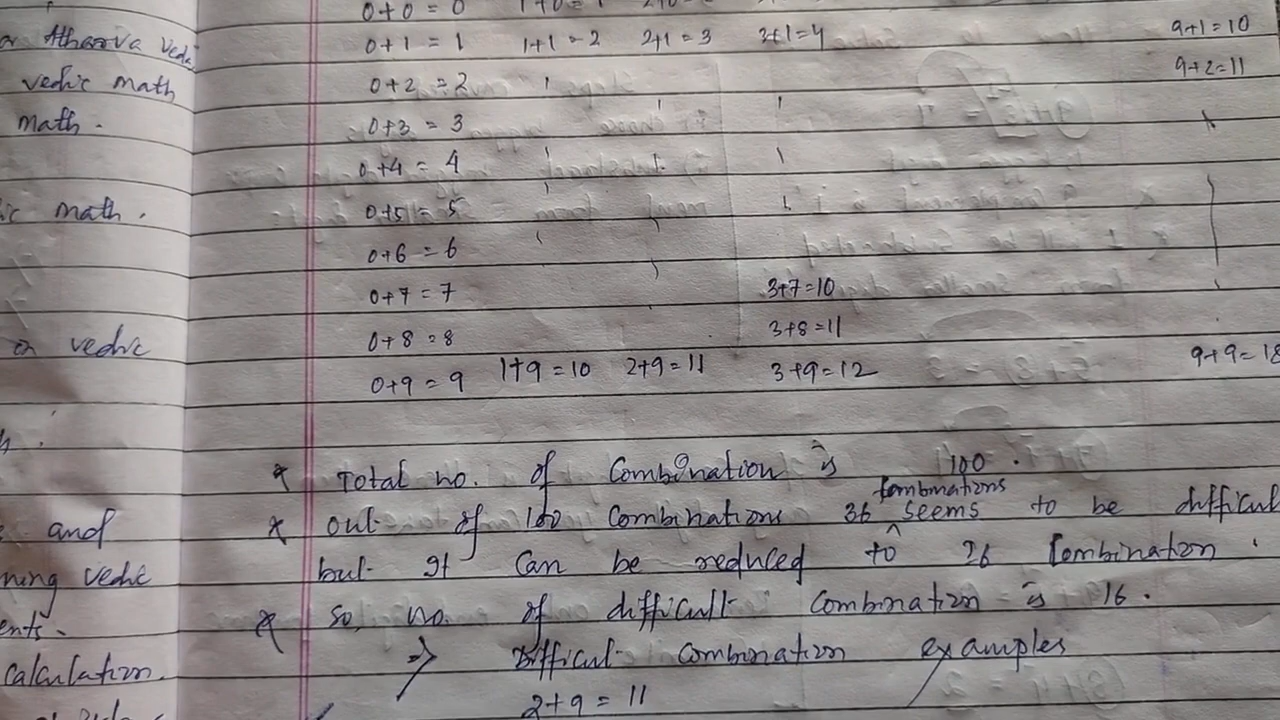 0+0 = 0
Atharva Vedic 0+1 = 1 1+1 = 2 2+1 = 3 3+1=4 9+1=10
vedic math 0+2 = 2 9+2=11
math. 0+3 = 3
0+4 = 4
math. 0+5 = 5
0+6 = 6
0+7 = 7 3+7=10
vedic 0+8 = 8 3+8=11
0+9 = 9 1+9=10 2+9=11 3+9=12 9+9=18
* Total no. of Combination is 100.
and * out of 100 Combinations 36 combinations seems to be difficul
vedic but it can be reduced to 26 Combination.
* So, no. of difficult Combination is 16.
calculation. => Difficul Combination examples
2+9 = 11